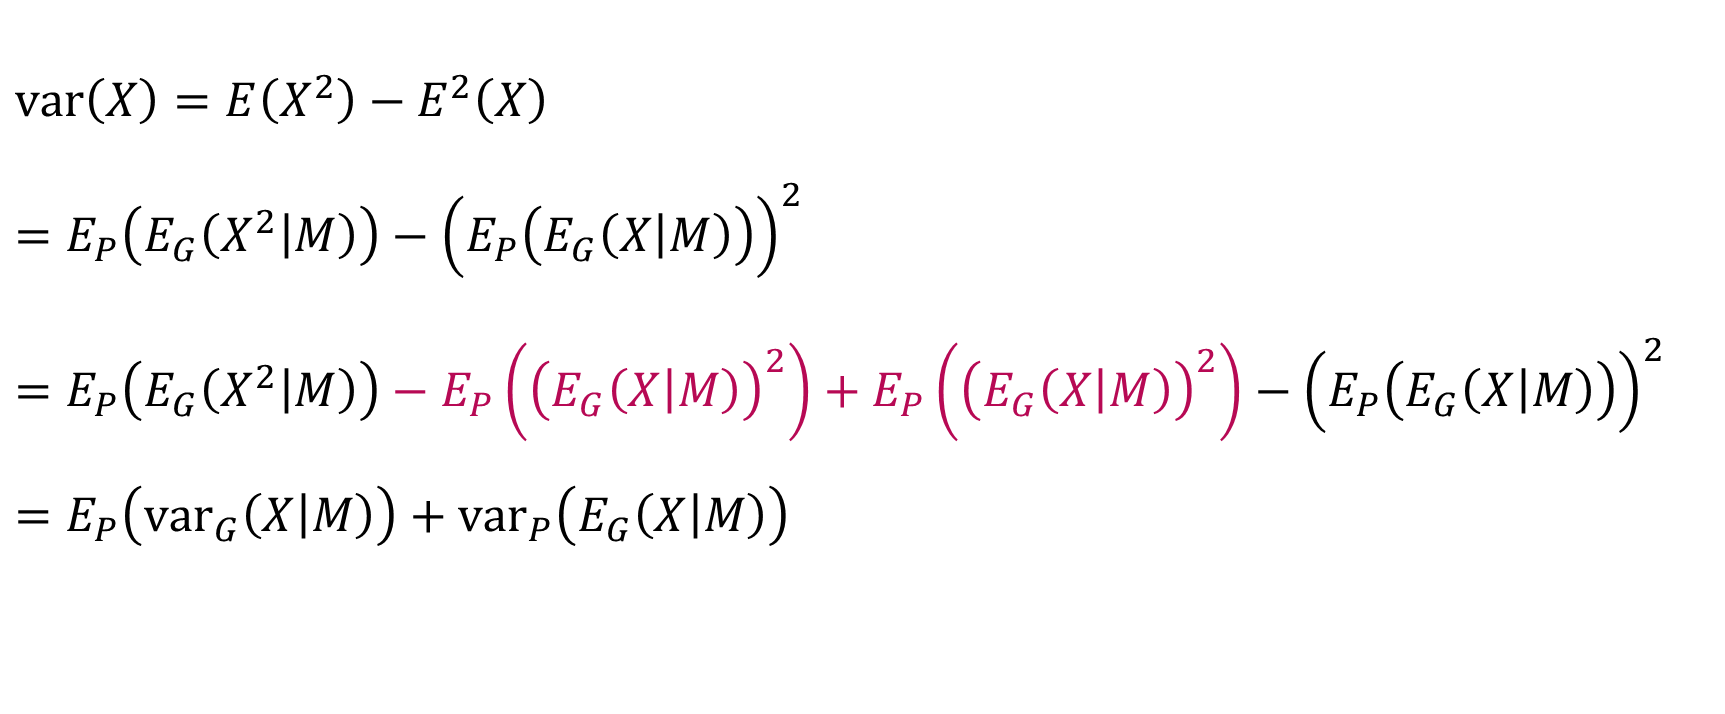 var(X) = E(X²) − E²(X)
= E_P(E_G(X²|M)) − (E_P(E_G(X|M)))²
= E_P(E_G(X²|M)) − E_P((E_G(X|M))²) + E_P((E_G(X|M))²) − (E_P(E_G(X|M)))²
= E_P(var_G(X|M)) + var_P(E_G(X|M))